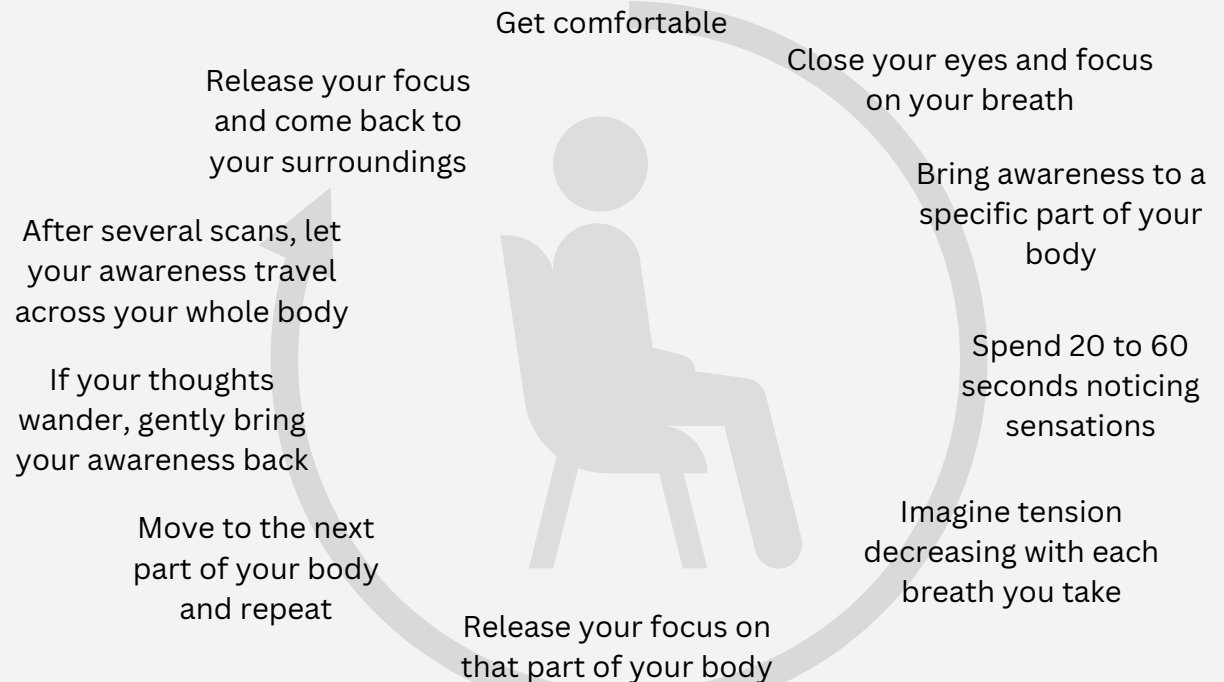 Get comfortable
Close your eyes and focus
on your breath
Bring awareness to a
specific part of your
body
Spend 20 to 60
seconds noticing
sensations
Imagine tension
decreasing with each
breath you take
Release your focus on
that part of your body
Move to the next
part of your body
and repeat
If your thoughts
wander, gently bring
your awareness back
After several scans, let
your awareness travel
across your whole body
Release your focus
and come back to
your surroundings